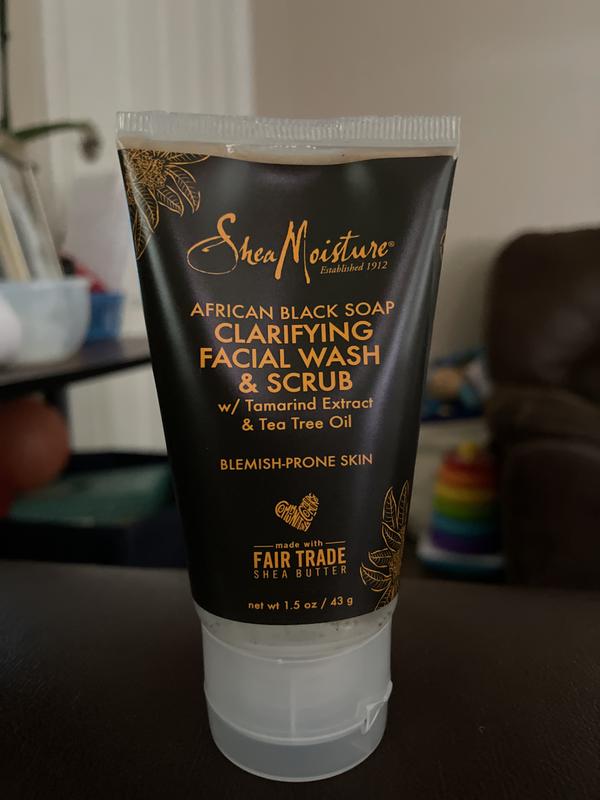 SheaMoisture®
Established 1912
AFRICAN BLACK SOAP
CLARIFYING
FACIAL WASH
& SCRUB
w/ Tamarind Extract
& Tea Tree Oil
BLEMISH-PRONE SKIN
made with
FAIR TRADE
SHEA BUTTER
net wt 1.5 oz / 43 g